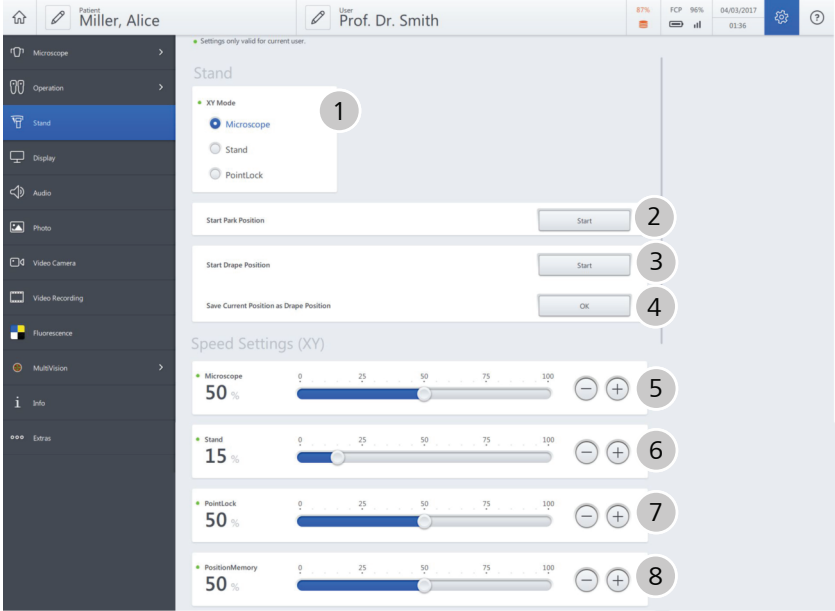 Patient
Miller, Alice
User
Prof. Dr. Smith
87%
FCP 96%
04/03/2017
01:36
?
Microscope
Operation
Stand
Display
Audio
Photo
Video Camera
Video Recording
Fluorescence
MultiVision
i Info
Extras
Settings only valid for current user.
Stand
XY Mode
1
Microscope
Stand
PointLock
Start Park Position Start 2
Start Drape Position Start 3
Save Current Position as Drape Position OK 4
Speed Settings (XY)
Microscope 0 25 50 75 100
50 % − + 5
Stand 0 25 50 75 100
15 % − + 6
PointLock 0 25 50 75 100
50 % − + 7
PositionMemory 0 25 50 75 100
50 % − + 8